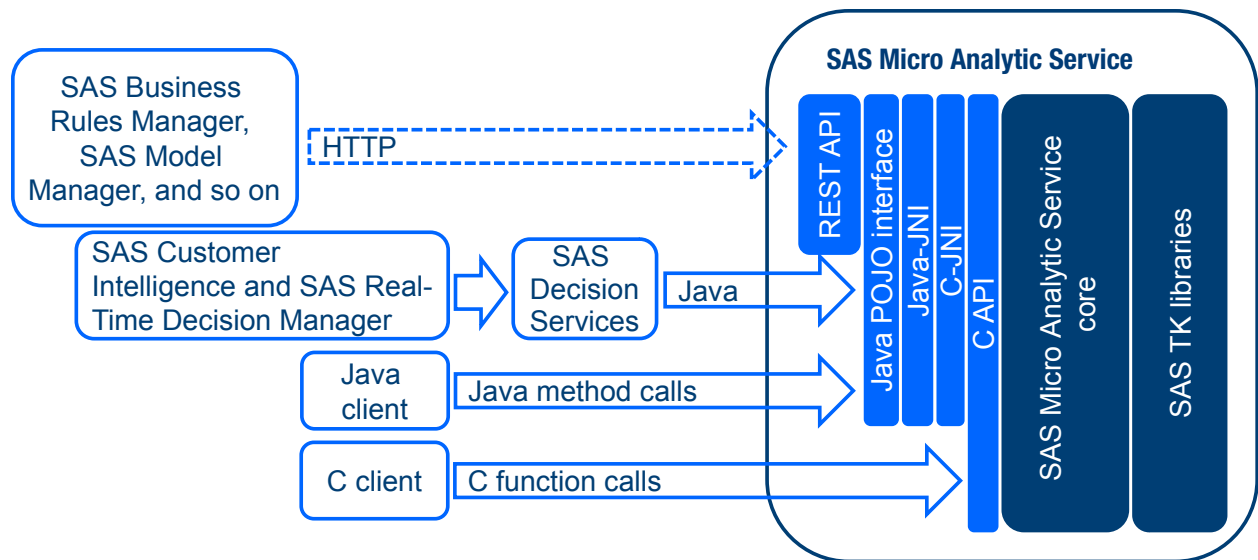 SAS Micro Analytic Service
SAS Business
Rules Manager,
SAS Model
Manager, and so on
HTTP
SAS Customer
Intelligence and SAS Real-
Time Decision Manager
SAS
Decision
Services
Java
Java
client
Java method calls
C client
C function calls
REST API
Java POJO interface
Java-JNI
C-JNI
C API
SAS Micro Analytic Service
core
SAS TK libraries